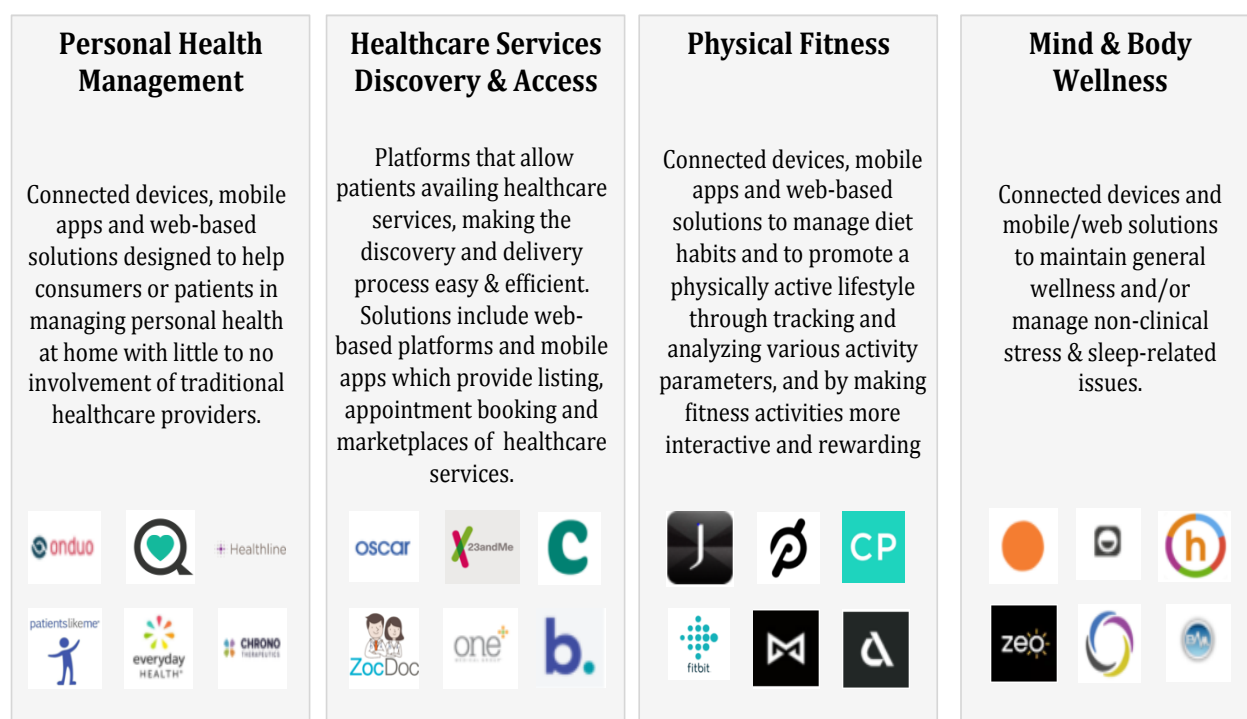 Personal Health
Management
Connected devices, mobile
apps and web-based
solutions designed to help
consumers or patients in
managing personal health
at home with little to no
involvement of traditional
healthcare providers.
onduo
Healthline
patientslikeme
everyday
HEALTH
CHRONO
THERAPEUTICS
Healthcare Services
Discovery & Access
Platforms that allow
patients availing healthcare
services, making the
discovery and delivery
process easy & efficient.
Solutions include web-
based platforms and mobile
apps which provide listing,
appointment booking and
marketplaces of healthcare
services.
oscar
23andMe
C
ZocDoc
one
MEDICAL GROUP
b.
Physical Fitness
Connected devices, mobile
apps and web-based
solutions to manage diet
habits and to promote a
physically active lifestyle
through tracking and
analyzing various activity
parameters, and by making
fitness activities more
interactive and rewarding
J
CP
fitbit
Mind & Body
Wellness
Connected devices and
mobile/web solutions
to maintain general
wellness and/or
manage non-clinical
stress & sleep-related
issues.
h
zeo